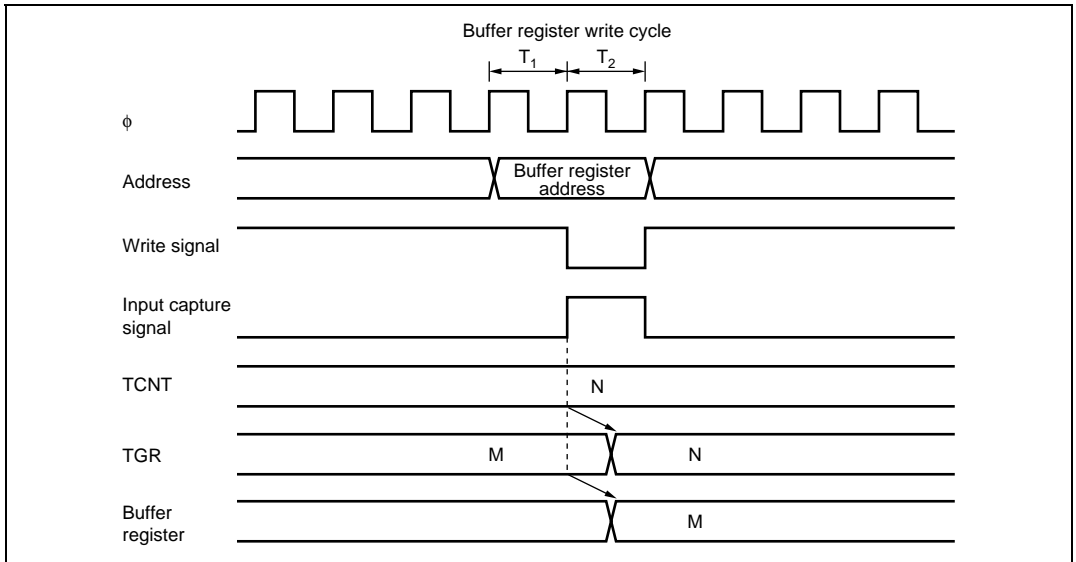 Buffer register write cycle
T₁ T₂
ϕ
Address
Buffer register
address
Write signal
Input capture
signal
TCNT
N
TGR
M N
Buffer
register
M